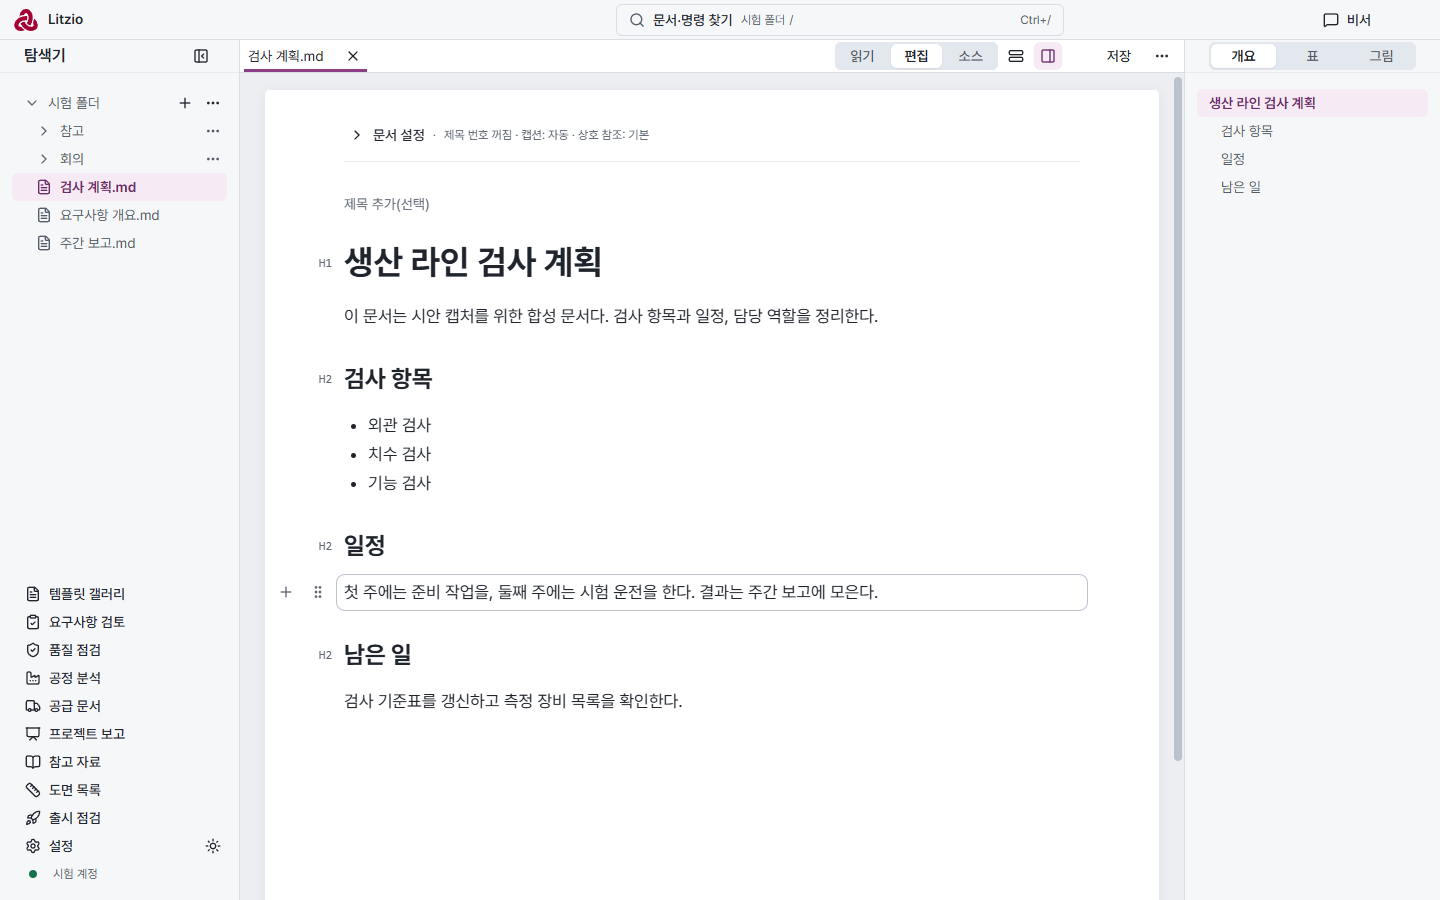 Litzio
문서·명령 찾기 시험 폴더 / Ctrl+/
비서
탐색기
검사 계획.md
읽기 편집 소스
저장
개요 표 그림
시험 폴더
참고
회의
검사 계획.md
요구사항 개요.md
주간 보고.md
템플릿 갤러리
요구사항 검토
품질 점검
공정 분석
공급 문서
프로젝트 보고
참고 자료
도면 목록
출시 점검
설정
시험 계정
문서 설정 · 제목 번호 꺼짐 · 캡션: 자동 · 상호 참조: 기본
제목 추가(선택)
H1 생산 라인 검사 계획
이 문서는 시안 캡처를 위한 합성 문서다. 검사 항목과 일정, 담당 역할을 정리한다.
H2 검사 항목
• 외관 검사
• 치수 검사
• 기능 검사
H2 일정
첫 주에는 준비 작업을, 둘째 주에는 시험 운전을 한다. 결과는 주간 보고에 모은다.
H2 남은 일
검사 기준표를 갱신하고 측정 장비 목록을 확인한다.
생산 라인 검사 계획
검사 항목
일정
남은 일